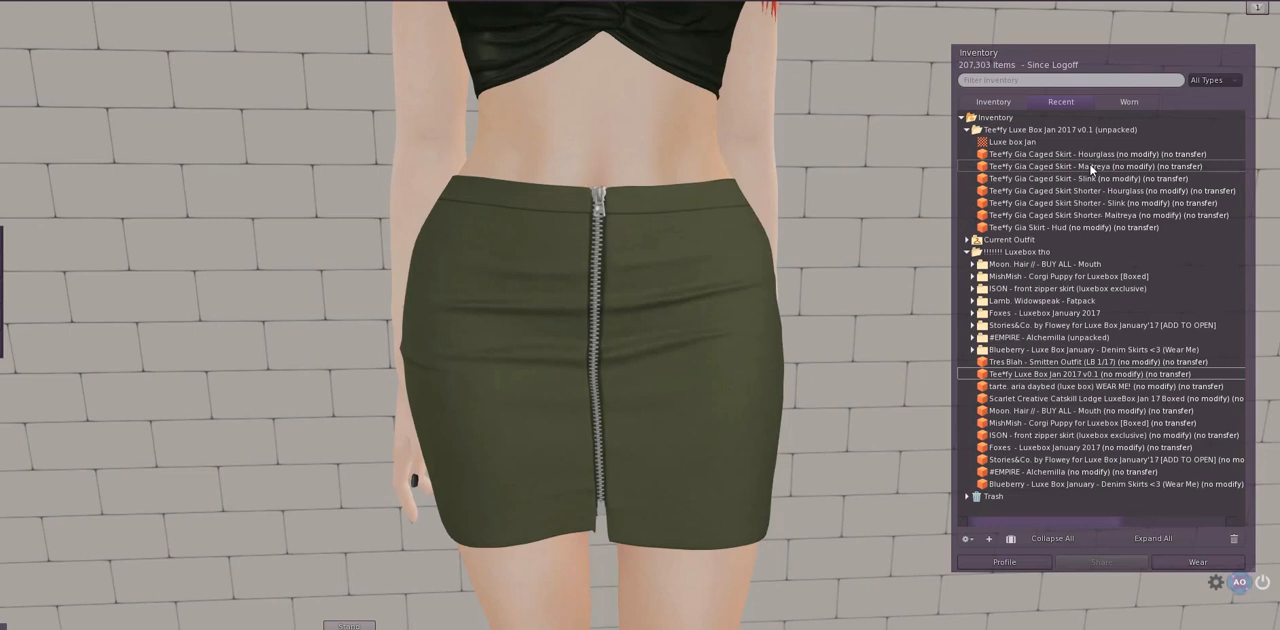 1
Inventory
207,303 Items - Since Logoff
Filter Inventory
All Types
Inventory Recent Worn
Inventory
Tee*fy Luxe Box Jan 2017 v0.1 (unpacked)
Luxe box Jan
Tee*fy Gia Caged Skirt - Hourglass (no modify) (no transfer)
Tee*fy Gia Caged Skirt - Maitreya (no modify) (no transfer)
Tee*fy Gia Caged Skirt - Slink (no modify) (no transfer)
Tee*fy Gia Caged Skirt Shorter - Hourglass (no modify) (no transfer)
Tee*fy Gia Caged Skirt Shorter - Slink (no modify) (no transfer)
Tee*fy Gia Caged Skirt Shorter- Maitreya (no modify) (no transfer)
Tee*fy Gia Skirt - Hud (no modify) (no transfer)
Current Outfit
!!!!!!! Luxebox tho
Moon. Hair // - BUY ALL - Mouth
MishMish - Corgi Puppy for Luxebox [Boxed]
ISON - front zipper skirt (luxebox exclusive)
Lamb. Widowspeak - Fatpack
Foxes - Luxebox January 2017
Stories&Co. by Flowey for Luxe Box January'17 [ADD TO OPEN]
#EMPIRE - Alchemilla (unpacked)
Blueberry - Luxe Box January - Denim Skirts <3 (Wear Me)
Tres Blah - Smitten Outfit (LB 1/17) (no modify) (no transfer)
Tee*fy Luxe Box Jan 2017 v0.1 (no modify) (no transfer)
tarte. aria daybed (luxe box) WEAR ME! (no modify) (no transfer)
Scarlet Creative Catskill Lodge LuxeBox Jan 17 Boxed (no modify) (no
Moon. Hair // - BUY ALL - Mouth (no modify) (no transfer)
MishMish - Corgi Puppy for Luxebox [Boxed] (no transfer)
ISON - front zipper skirt (luxebox exclusive) (no modify) (no transfer)
Foxes - Luxebox January 2017 (no modify) (no transfer)
Stories&Co. by Flowey for Luxe Box January'17 [ADD TO OPEN] (no mo
#EMPIRE - Alchemilla (no modify) (no transfer)
Blueberry - Luxe Box January - Denim Skirts <3 (Wear Me) (no modify)
Trash
Collapse All Expand All
Profile Share Wear
AO
Stand